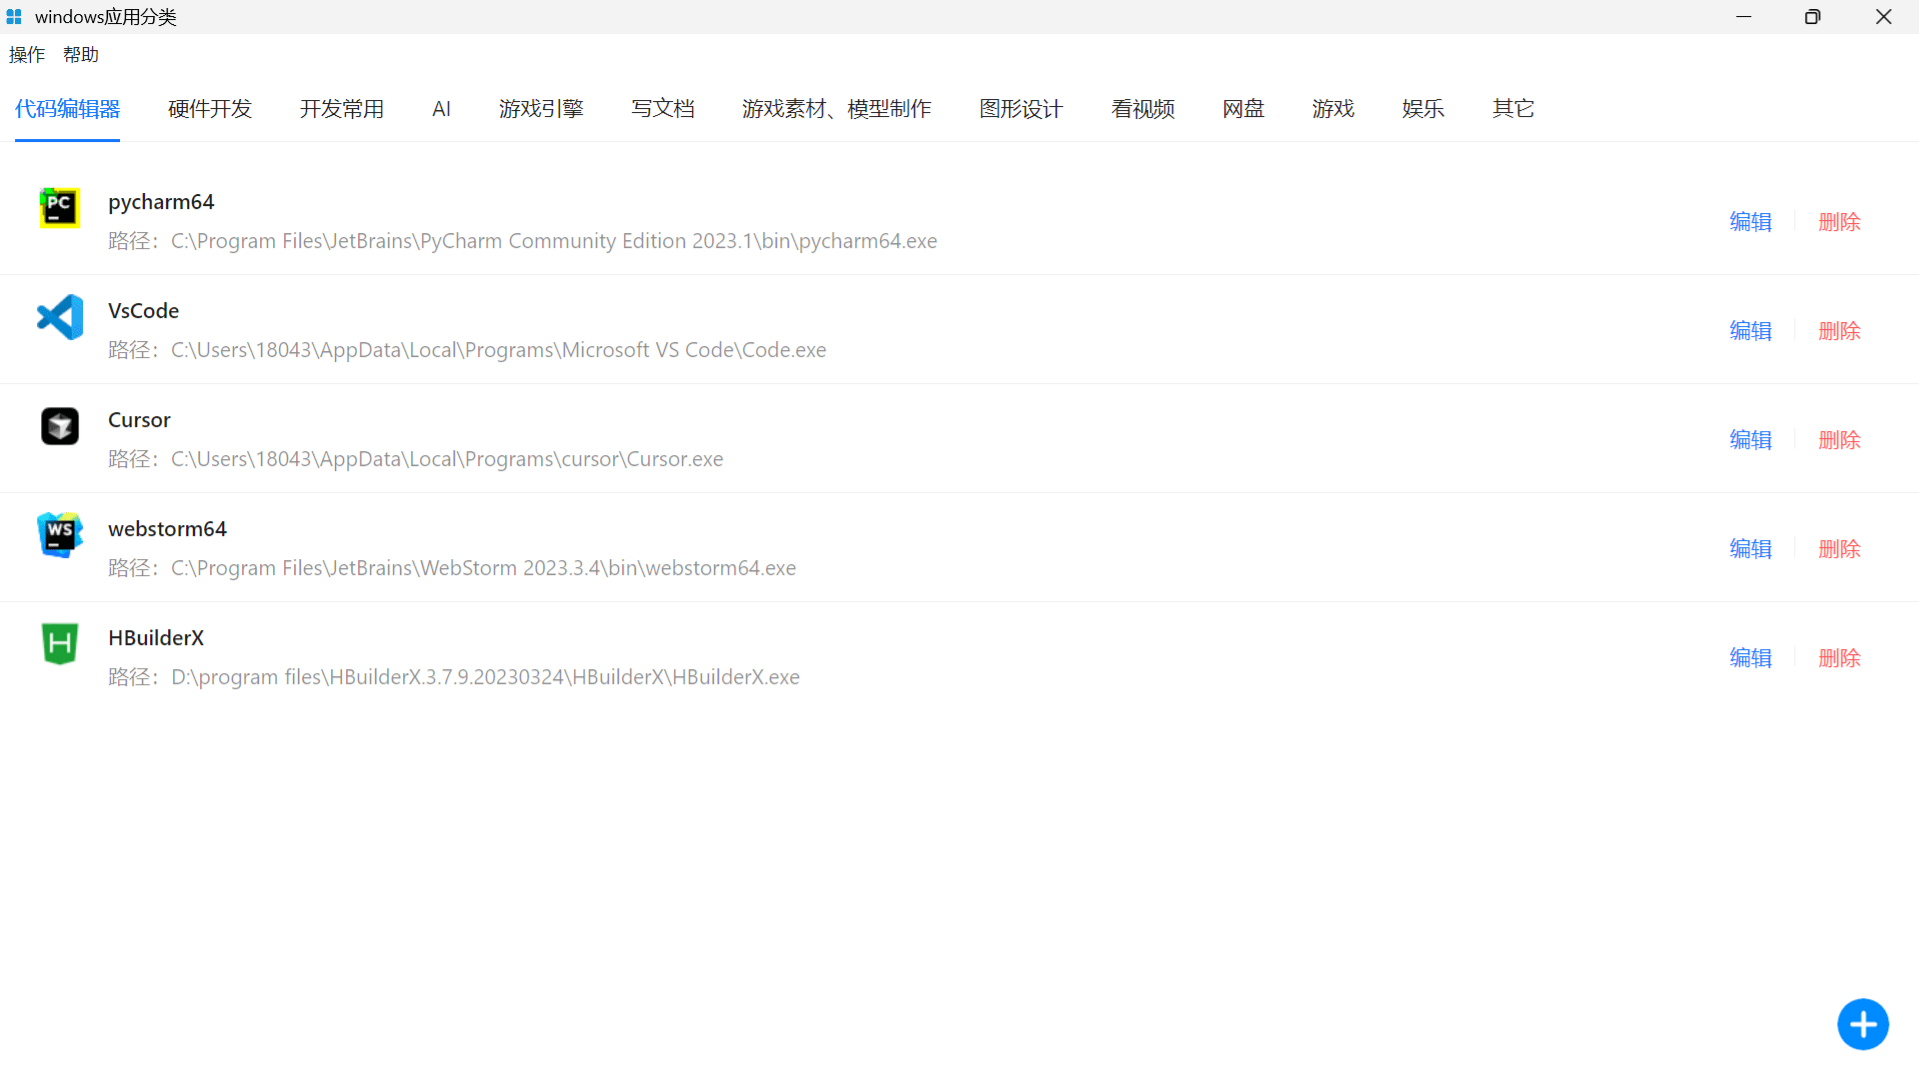 windows应用分类
操作 帮助
代码编辑器 硬件开发 开发常用 AI 游戏引擎 写文档 游戏素材、模型制作 图形设计 看视频 网盘 游戏 娱乐 其它
PC
pycharm64
路径：C:\Program Files\JetBrains\PyCharm Community Edition 2023.1\bin\pycharm64.exe
编辑 删除
VsCode
路径：C:\Users\18043\AppData\Local\Programs\Microsoft VS Code\Code.exe
编辑 删除
Cursor
路径：C:\Users\18043\AppData\Local\Programs\cursor\Cursor.exe
编辑 删除
WS
webstorm64
路径：C:\Program Files\JetBrains\WebStorm 2023.3.4\bin\webstorm64.exe
编辑 删除
H
HBuilderX
路径：D:\program files\HBuilderX.3.7.9.20230324\HBuilderX\HBuilderX.exe
编辑 删除